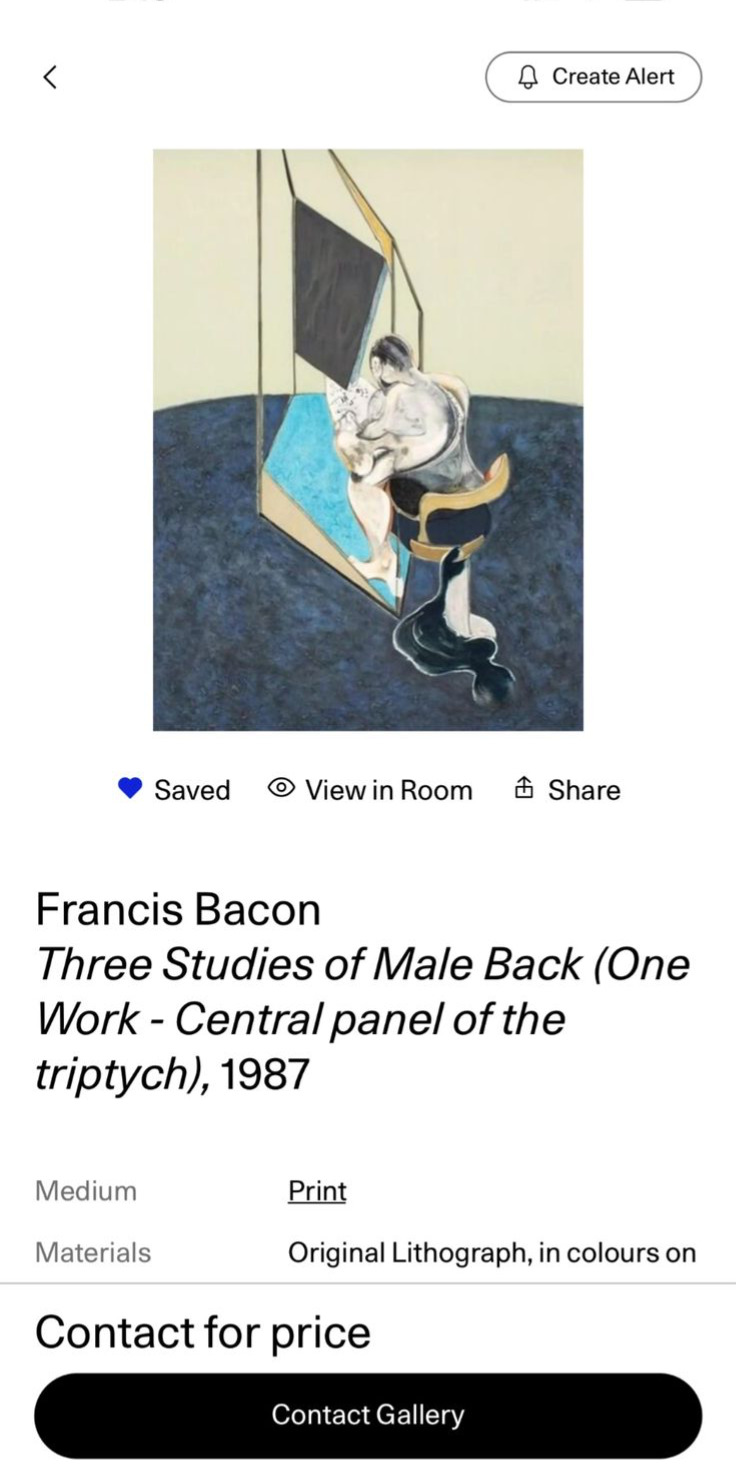 Create Alert
Saved
View in Room
Share
Francis Bacon
Three Studies of Male Back (One
Work - Central panel of the
triptych), 1987
Medium
Print
Materials
Original Lithograph, in colours on
Contact for price
Contact Gallery